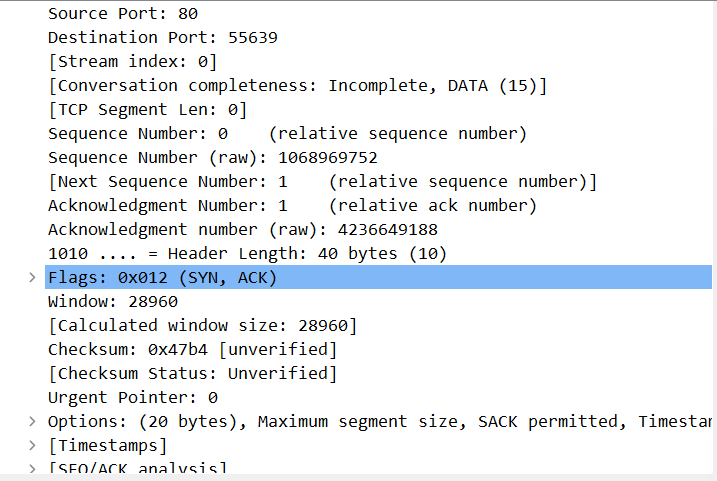 Source Port: 80
Destination Port: 55639
[Stream index: 0]
[Conversation completeness: Incomplete, DATA (15)]
[TCP Segment Len: 0]
Sequence Number: 0    (relative sequence number)
Sequence Number (raw): 1068969752
[Next Sequence Number: 1    (relative sequence number)]
Acknowledgment Number: 1    (relative ack number)
Acknowledgment number (raw): 4236649188
1010 .... = Header Length: 40 bytes (10)
Flags: 0x012 (SYN, ACK)
Window: 28960
[Calculated window size: 28960]
Checksum: 0x47b4 [unverified]
[Checksum Status: Unverified]
Urgent Pointer: 0
Options: (20 bytes), Maximum segment size, SACK permitted, Timestam
[Timestamps]
[SEQ/ACK analysis]